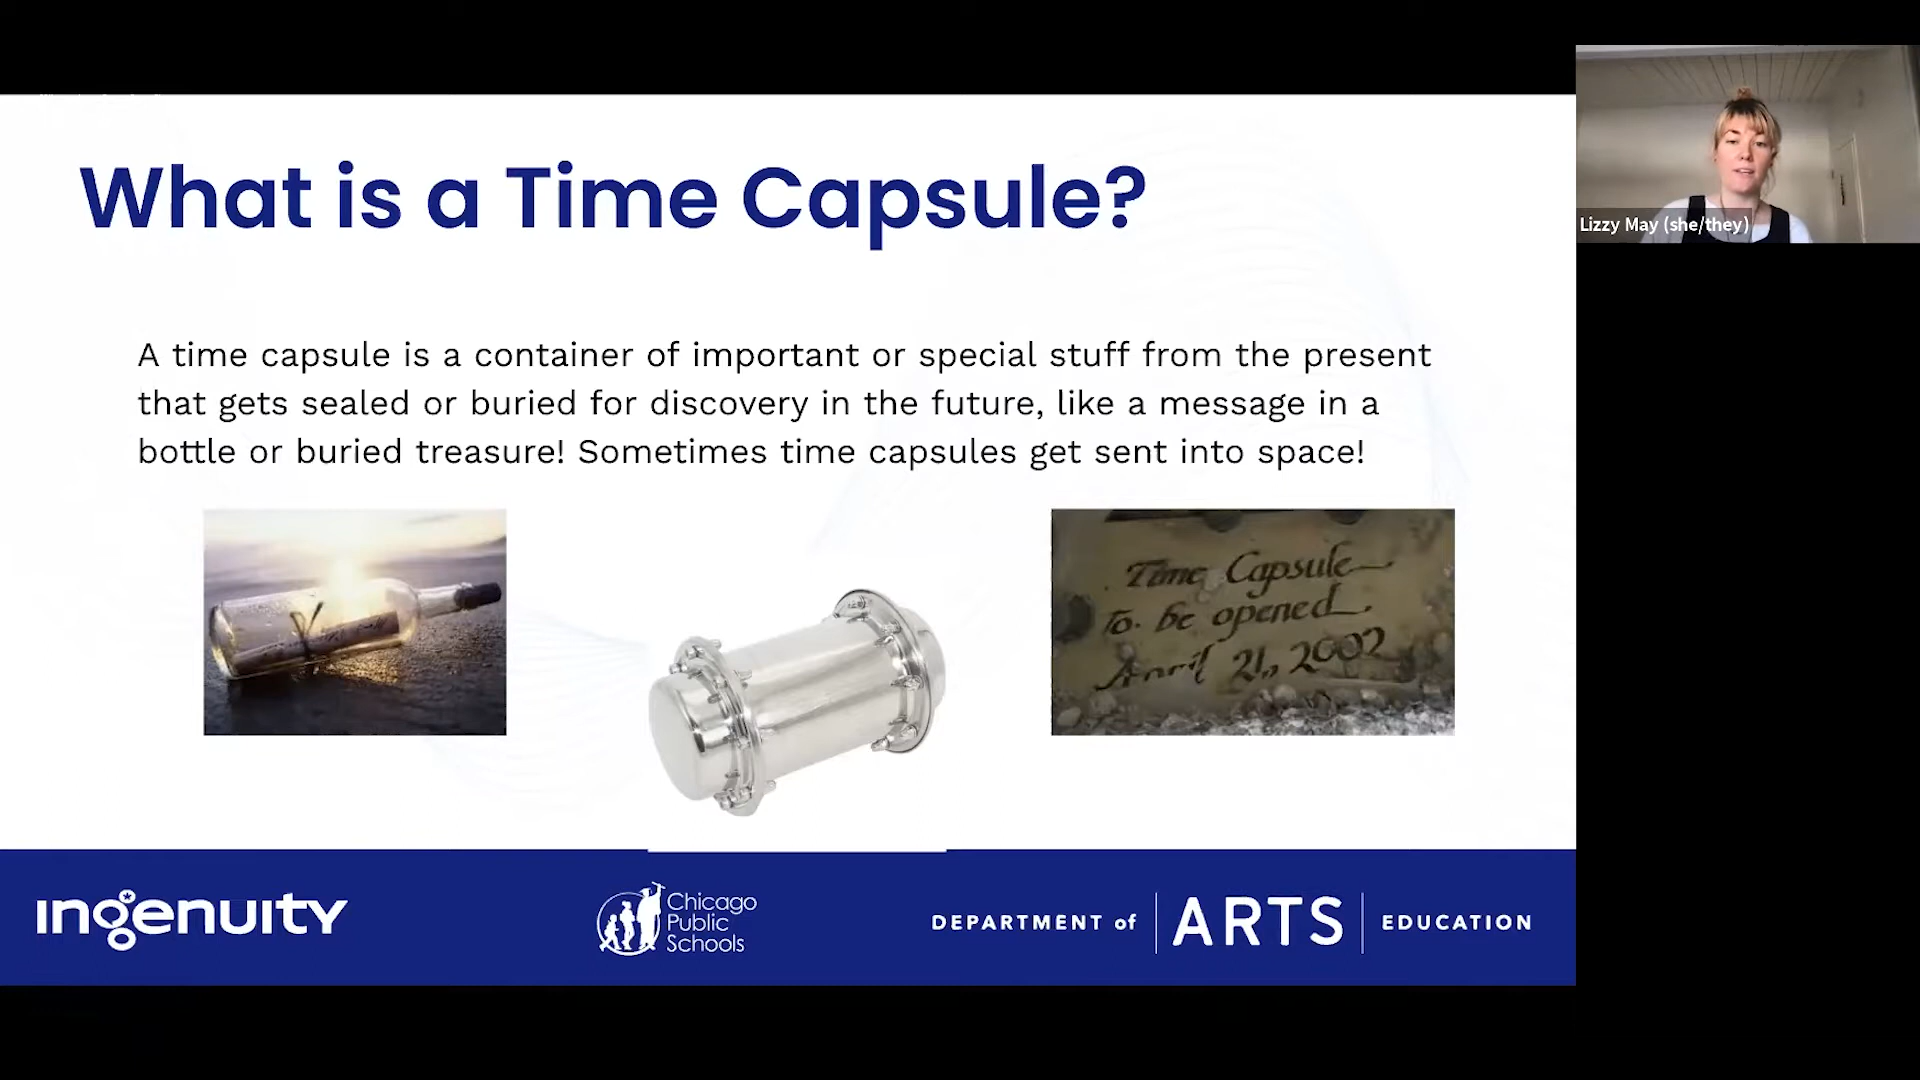 What is a Time Capsule?
Lizzy May (she/they)
A time capsule is a container of important or special stuff from the present
that gets sealed or buried for discovery in the future, like a message in a
bottle or buried treasure! Sometimes time capsules get sent into space!
Time Capsule
To be opened
April 21, 2002
ingenuity
Chicago
Public
Schools
DEPARTMENT of ARTS EDUCATION